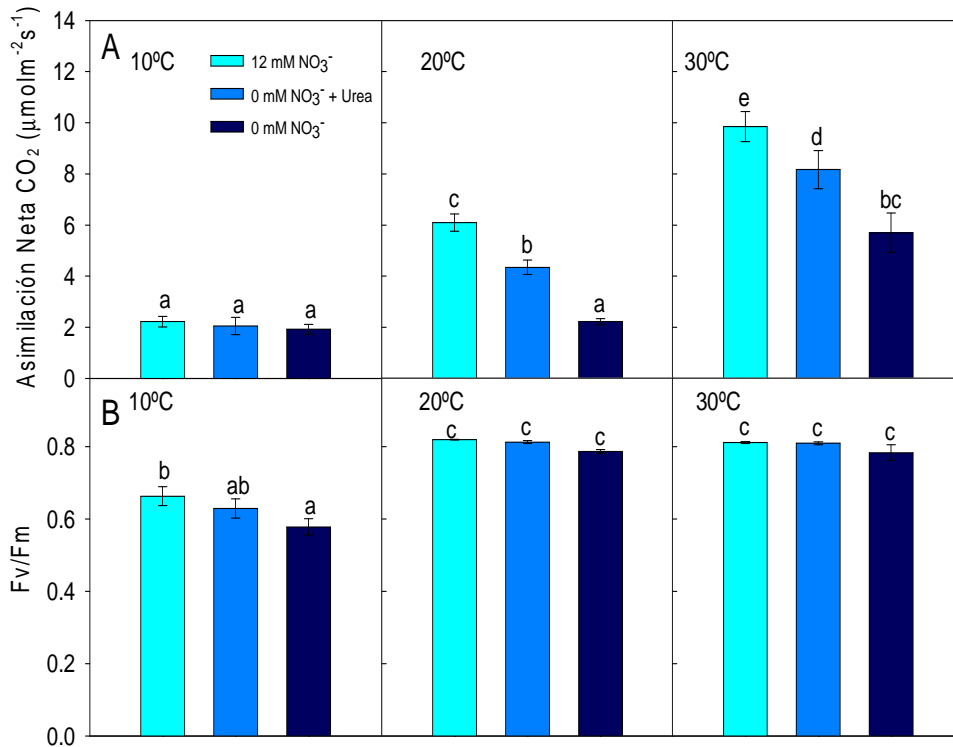 A
10ºC
12 mM NO₃⁻
0 mM NO₃⁻ + Urea
0 mM NO₃⁻
20ºC
30ºC
Asimilación Neta CO₂ (μmolm⁻²s⁻¹)
14
12
10
8
6
4
2
0
a
a
a
c
b
a
e
d
bc
B
10ºC
20ºC
30ºC
Fv/Fm
0.8
0.6
0.4
0.2
0.0
b
ab
a
c
c
c
c
c
c